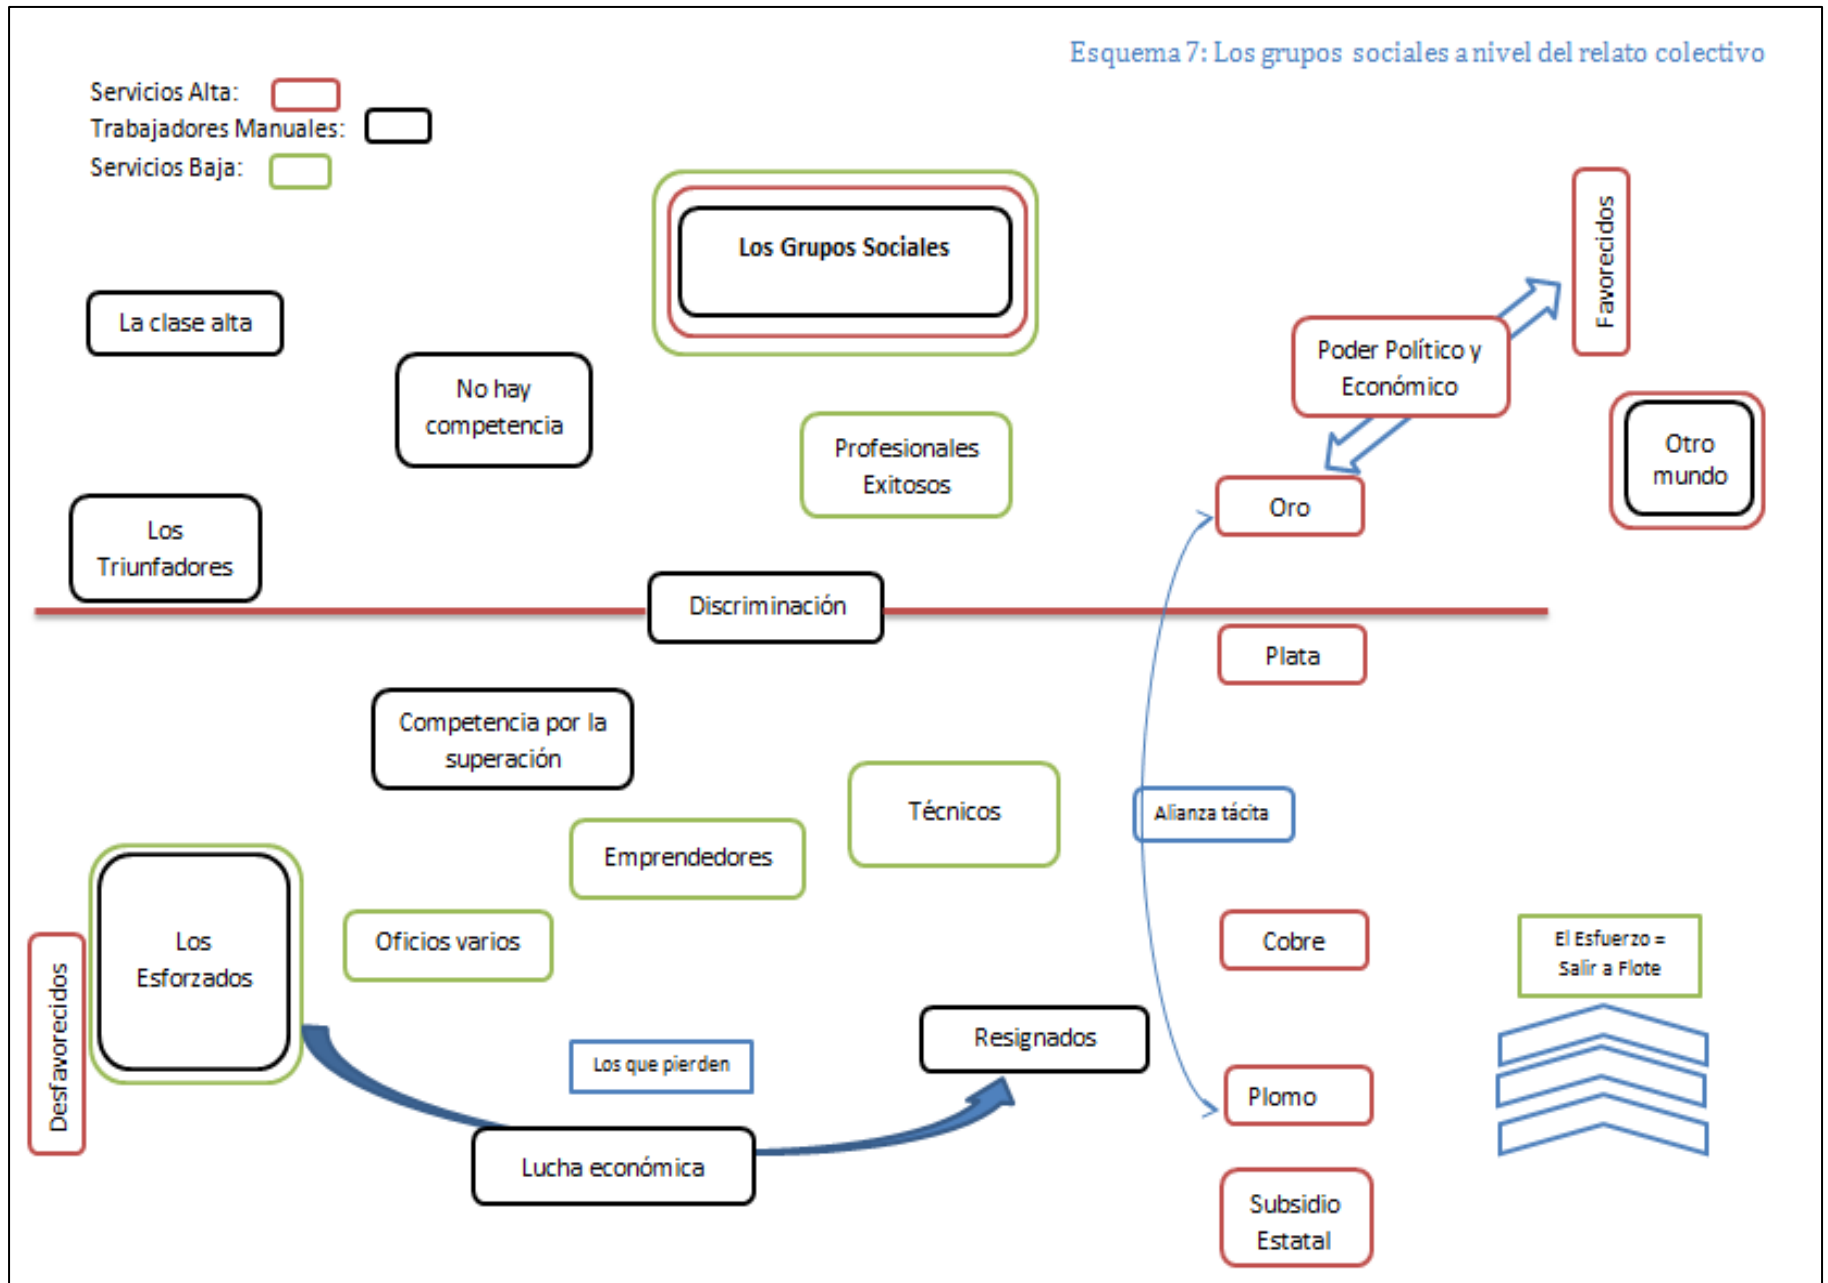 Esquema 7: Los grupos sociales a nivel del relato colectivo
Servicios Alta:
Trabajadores Manuales:
Servicios Baja:
Los Grupos Sociales
Favorecidos
La clase alta
Poder Político y
Económico
No hay
competencia
Profesionales
Exitosos
Otro
mundo
Oro
Los
Triunfadores
Discriminación
Plata
Competencia por la
superación
Técnicos
Alianza tácita
Emprendedores
Los
Esforzados
Oficios varios
Cobre
El Esfuerzo =
Salir a Flote
Desfavorecidos
Resignados
Los que pierden
Plomo
Lucha económica
Subsidio
Estatal